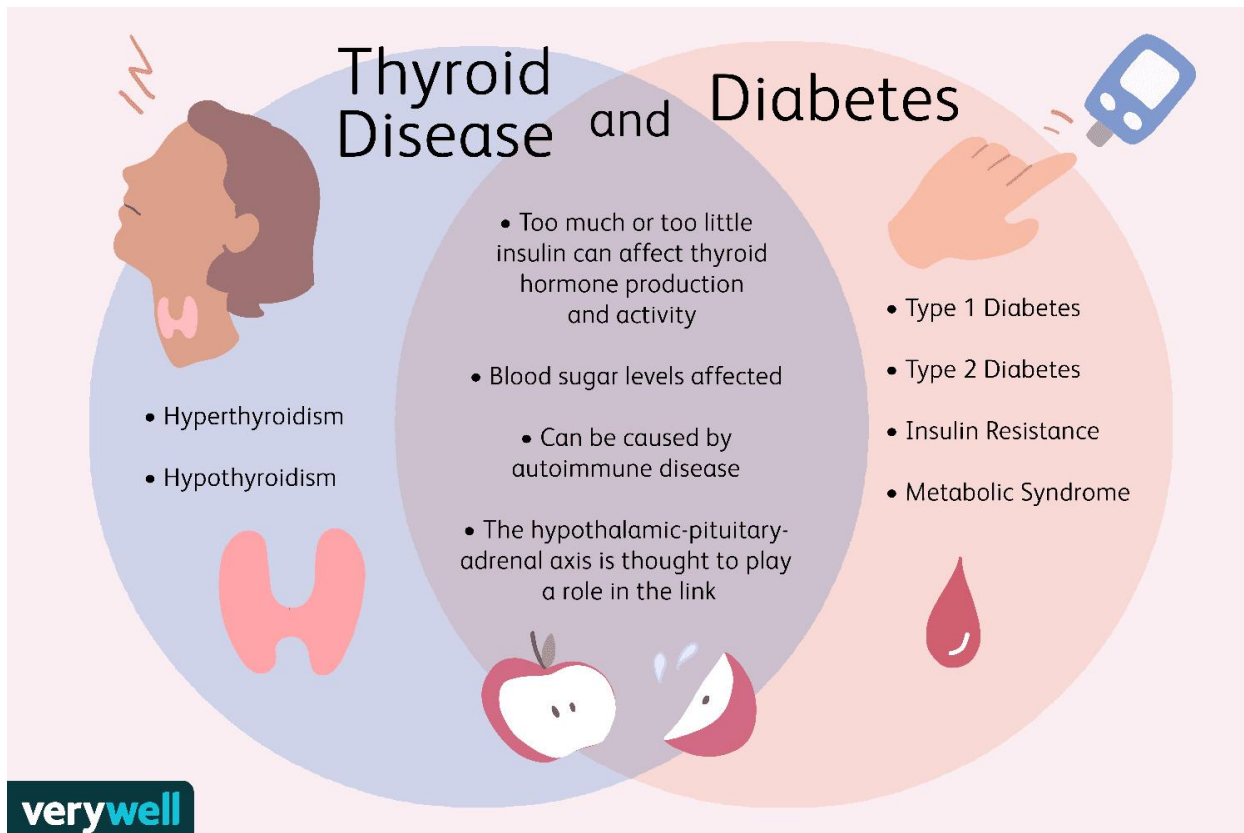 Thyroid
Disease and Diabetes
• Too much or too little
insulin can affect thyroid
hormone production
and activity
• Blood sugar levels affected
• Can be caused by
autoimmune disease
• The hypothalamic-pituitary-
adrenal axis is thought to play
a role in the link
• Hyperthyroidism
• Hypothyroidism
• Type 1 Diabetes
• Type 2 Diabetes
• Insulin Resistance
• Metabolic Syndrome
verywell